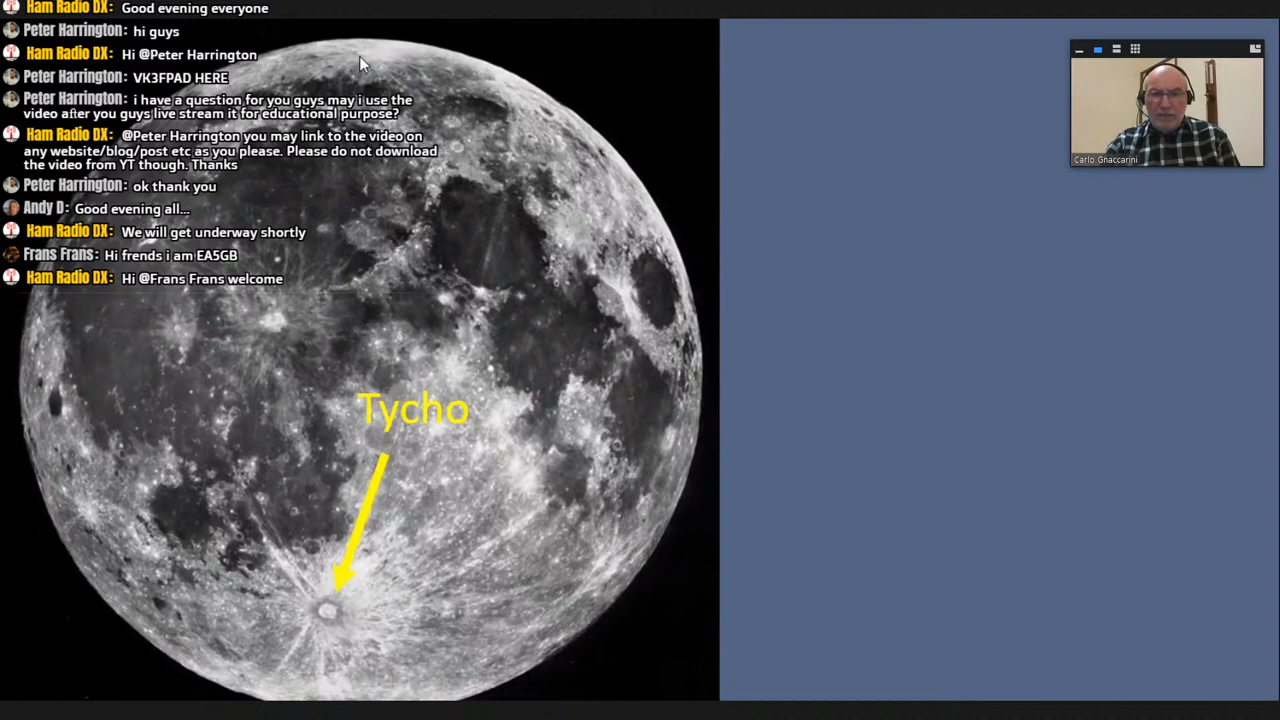 Ham Radio DX: Good evening everyone
Peter Harrington: hi guys
Ham Radio DX: Hi @Peter Harrington
Peter Harrington: VK3FPAD HERE
Peter Harrington: i have a question for you guys may i use the
video after you guys live stream it for educational purpose?
Ham Radio DX: @Peter Harrington you may link to the video on
any website/blog/post etc as you please. Please do not download
the video from YT though. Thanks
Peter Harrington: ok thank you
Andy D: Good evening all...
Ham Radio DX: We will get underway shortly
Frans Frans: Hi frends i am EA5GB
Ham Radio DX: Hi @Frans Frans welcome
Tycho
Carlo Gnaccarini